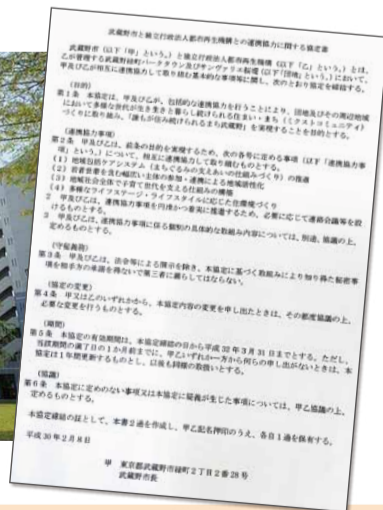 武蔵野市と独立行政法人都市再生機構との連携協力に関する協定書
武蔵野市(以下「甲」という。)と独立行政法人都市再生機構(以下「乙」という。)とは、
乙が管理する武蔵野緑町パークタウン及びサンヴァリエ桜堤(以下「団地」という。)において、
甲及び乙が相互に連携協力して取り組む基本的な事項等に関し、次のとおり協定を締結する。
(目的)
第1条 本協定は、甲及び乙が、包括的な連携協力を行うことにより、団地及びその周辺地域
において多様な世代が生き生きと暮らし続けられる住まい・まち(ミクストコミュニティ)
づくりに取り組み、「誰もが住み続けられるまち武蔵野」を実現することを目的とする。
(連携協力事項)
第2条 甲及び乙は、前条の目的を実現するため、次の各号に定める事項(以下「連携協力事
項」という。)について、相互に連携協力して取り組むものとする。
(1)地域包括ケアシステム(まちぐるみの支え合いの仕組みづくり)の推進
(2)若者世帯を含む幅広い主体の参加・連携による地域活性化
(3)地域社会全体で子育て世代を支える仕組みの構築
(4)多様なライフステージ・ライフスタイルに応じた住環境づくり
2 甲及び乙は、連携協力事項を円滑かつ着実に推進するため、必要に応じて連絡会議等を設
けるものとする。
3 甲及び乙は、連携協力事項に係る個別の具体的な取組み内容については、別途、協議の上、
定めるものとする。
(守秘義務)
第3条 甲及び乙は、法令等による開示を除き、本協定に基づく取組みにより知り得た秘密事
項を相手方の承諾を得ないで第三者に漏らしてはならない。
(協定の変更)
第4条 甲又は乙のいずれかから、本協定内容の変更を申し出たときは、その都度協議の上、
必要な変更を行うものとする。
(期間)
第5条 本協定の有効期間は、本協定締結の日から平成32年3月31日までとする。ただし、
当該期間の満了日の1か月前までに、甲乙いずれか一方から何らの申し出がないときは、本
協定は1年間更新するものとし、以後も同様の取扱いとする。
(協議)
第6条 本協定に定めのない事項又は本協定に疑義が生じた事項については、甲乙協議の上、
定めるものとする。
本協定締結の証として、本書2通を作成し、甲乙記名押印のうえ、各自1通を保有する。
平成30年2月8日
甲 東京都武蔵野市緑町2丁目2番28号
武蔵野市長